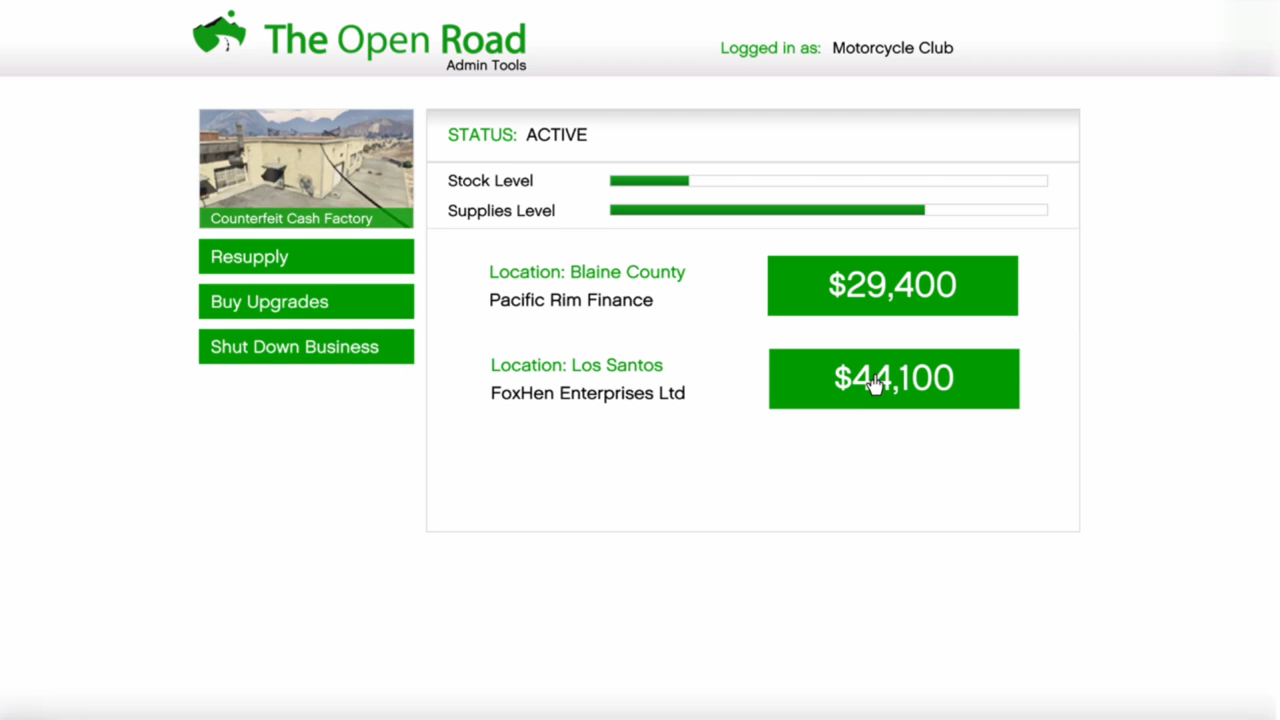 The Open Road
Admin Tools
Logged in as: Motorcycle Club
Counterfeit Cash Factory
Resupply
Buy Upgrades
Shut Down Business
STATUS: ACTIVE
Stock Level
Supplies Level
Location: Blaine County
Pacific Rim Finance
$29,400
Location: Los Santos
FoxHen Enterprises Ltd
$44,100